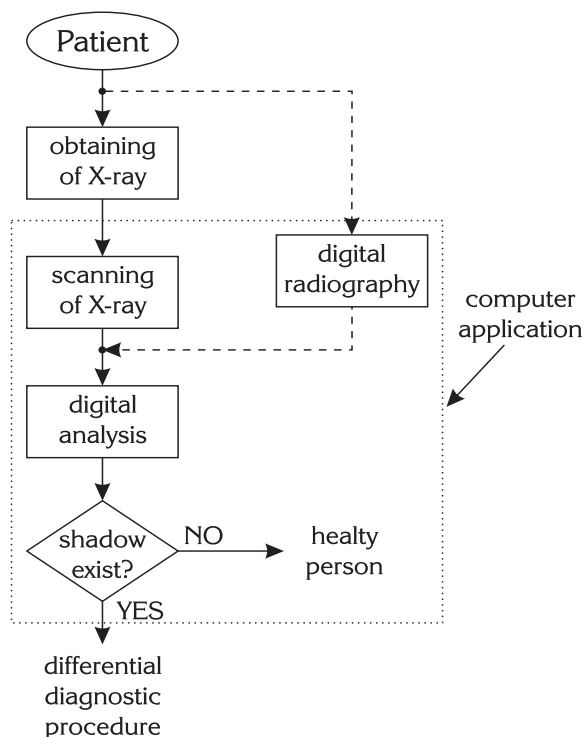 Patient
obtaining
of X-ray
scanning
of X-ray
digital
radiography
computer
application
digital
analysis
shadow
exist?
NO
healty
person
YES
differential
diagnostic
procedure